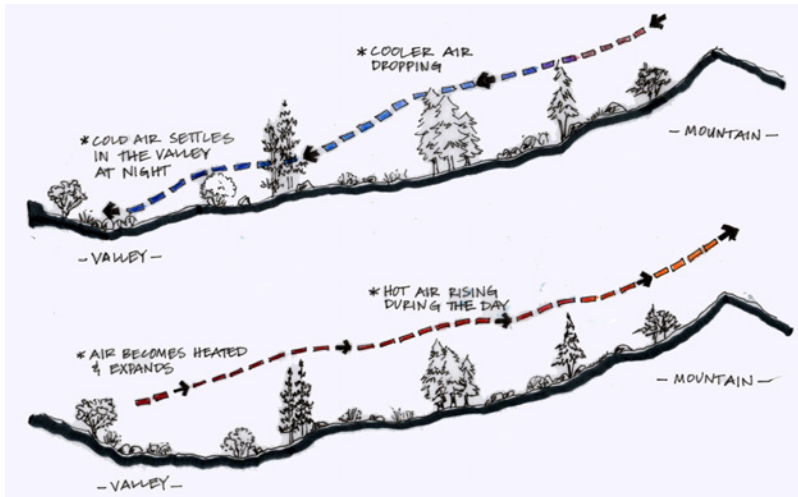 * COOLER AIR
DROPPING
* COLD AIR SETTLES
IN THE VALLEY
AT NIGHT
- MOUNTAIN -
- VALLEY -
* HOT AIR RISING
DURING THE DAY
* AIR BECOMES HEATED
& EXPANDS
- MOUNTAIN -
- VALLEY -